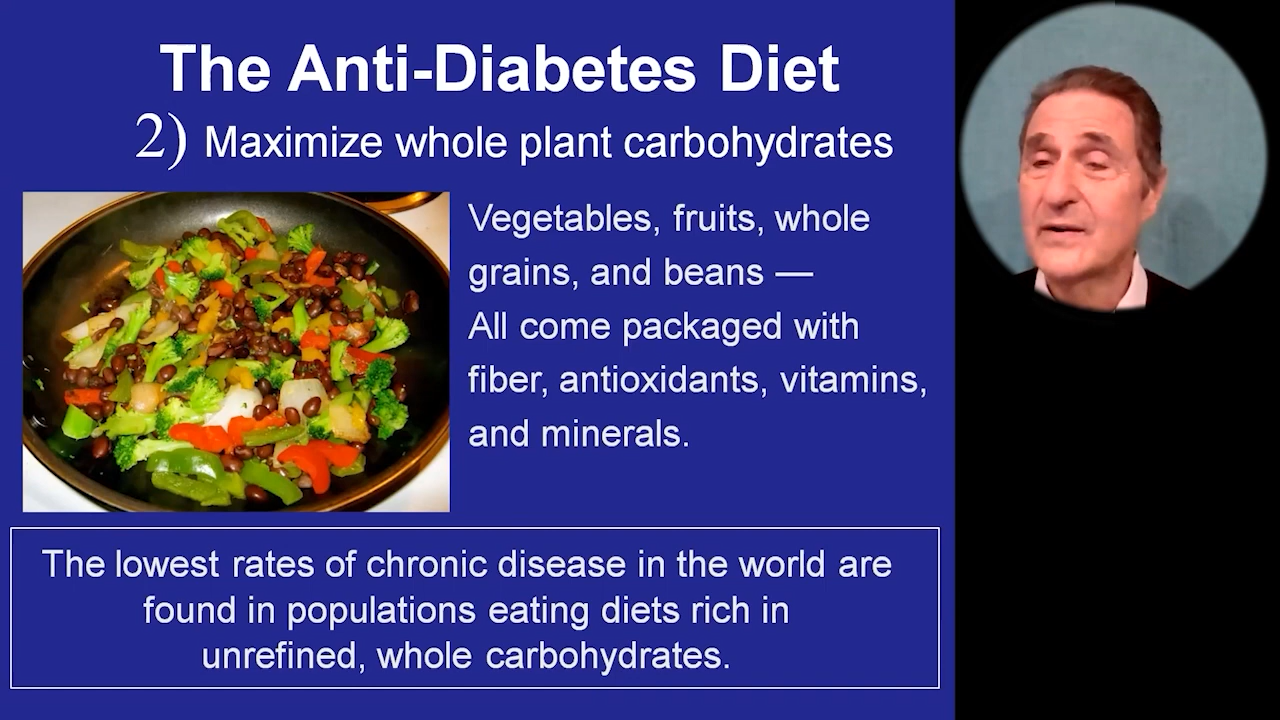 The Anti-Diabetes Diet
2) Maximize whole plant carbohydrates
Vegetables, fruits, whole
grains, and beans —
All come packaged with
fiber, antioxidants, vitamins,
and minerals.
The lowest rates of chronic disease in the world are
found in populations eating diets rich in
unrefined, whole carbohydrates.